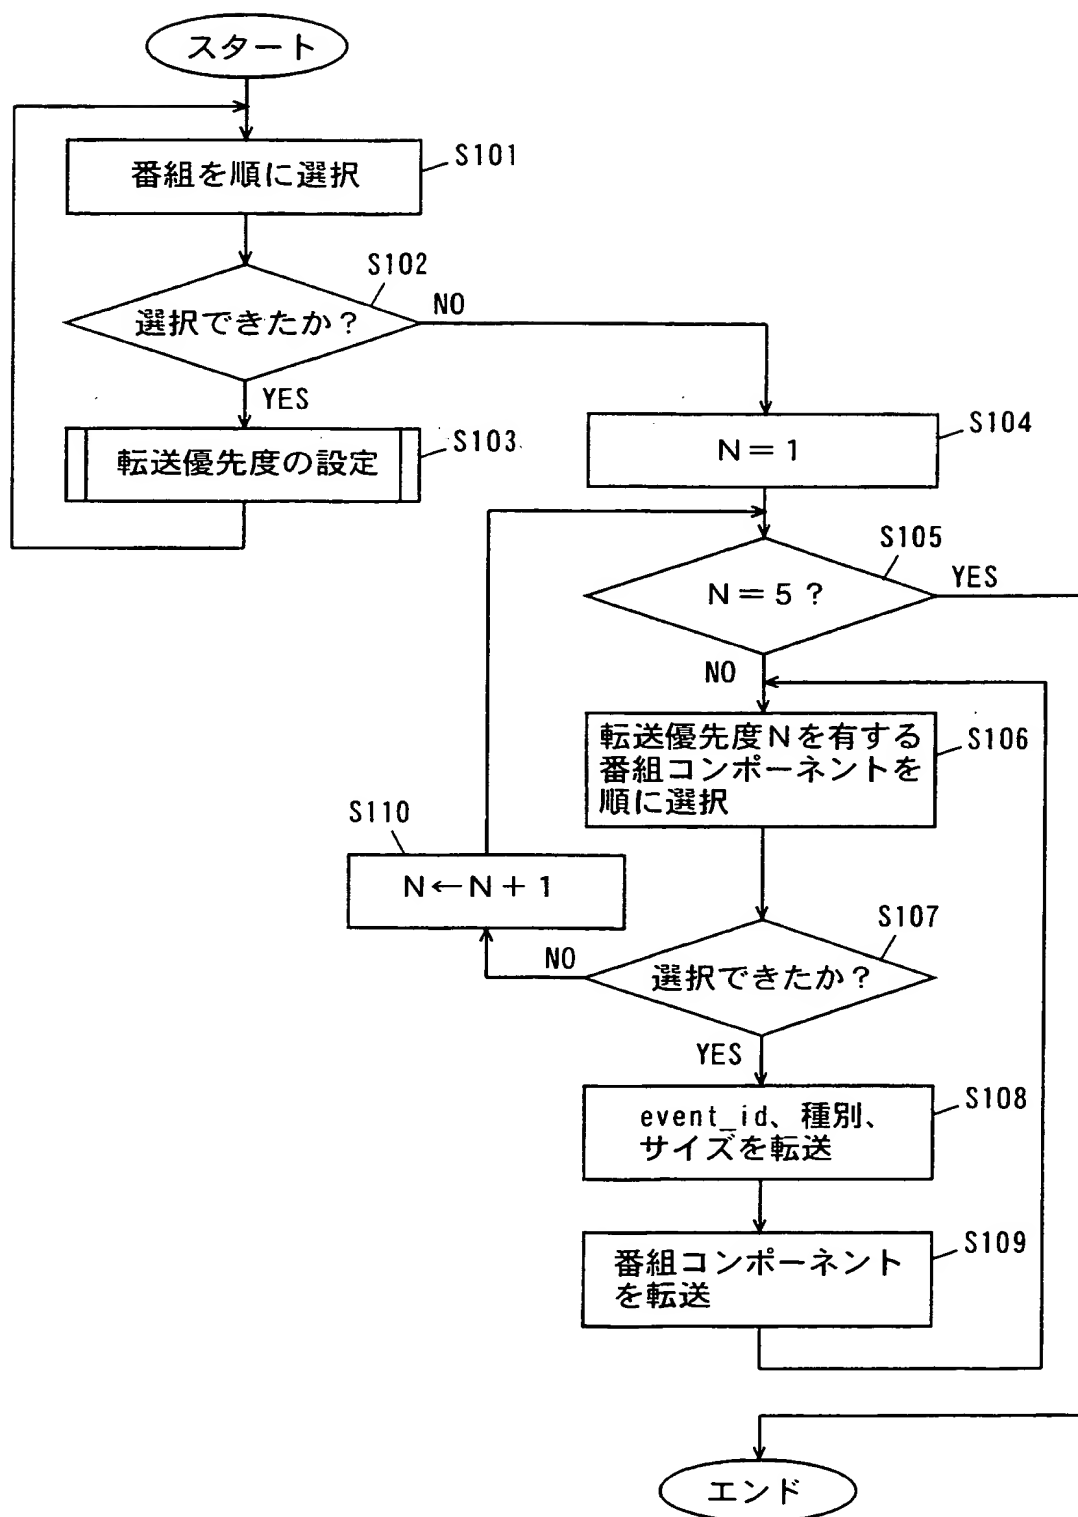 スタート
番組を順に選択
S101
S102
選択できたか？
NO
YES
転送優先度の設定
S103
N＝1
S104
S105
N＝5？
YES
NO
転送優先度Nを有する
番組コンポーネントを
順に選択
S106
S110
N←N＋1
S107
NO
選択できたか？
YES
event_id、種別、
サイズを転送
S108
番組コンポーネント
を転送
S109
エンド